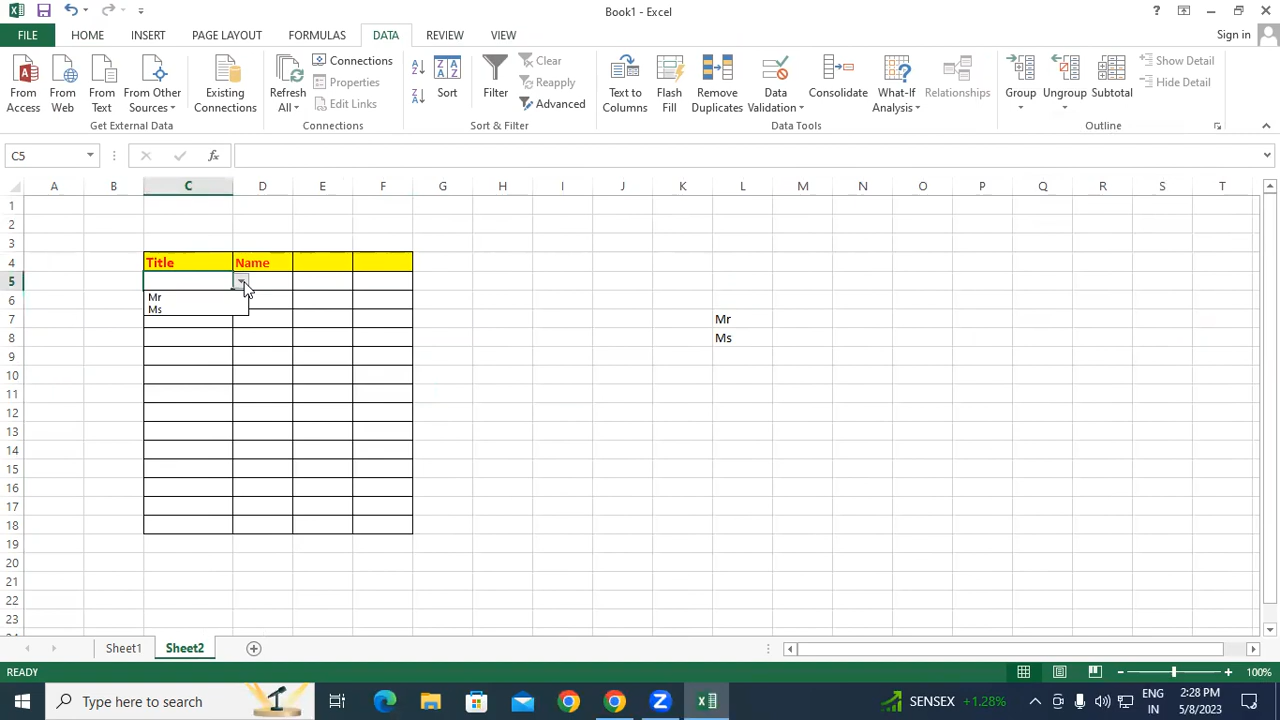 Book1 - Excel
?
FILE HOME INSERT PAGE LAYOUT FORMULAS DATA REVIEW VIEW Sign in
From Access
From Web
From Text
From Other Sources
Existing Connections
Get External Data
Refresh All
Connections
Properties
Edit Links
Connections
A Z
Z A
Sort
Filter
Clear
Reapply
Advanced
Sort & Filter
Text to Columns
Flash Fill
Remove Duplicates
Data Validation
Consolidate
What-If Analysis
Relationships
Data Tools
Group
Ungroup
Subtotal
Show Detail
Hide Detail
Outline
C5 fx
A B C D E F G H I J K L M N O P Q R S T
1
2
3
4 Title Name
5
Mr
Ms
6
7 Mr
8 Ms
9
10
11
12
13
14
15
16
17
18
19
20
21
22
23
Sheet1 Sheet2
READY 100%
Type here to search
SENSEX +1.28%
ENG IN
2:28 PM
5/8/2023